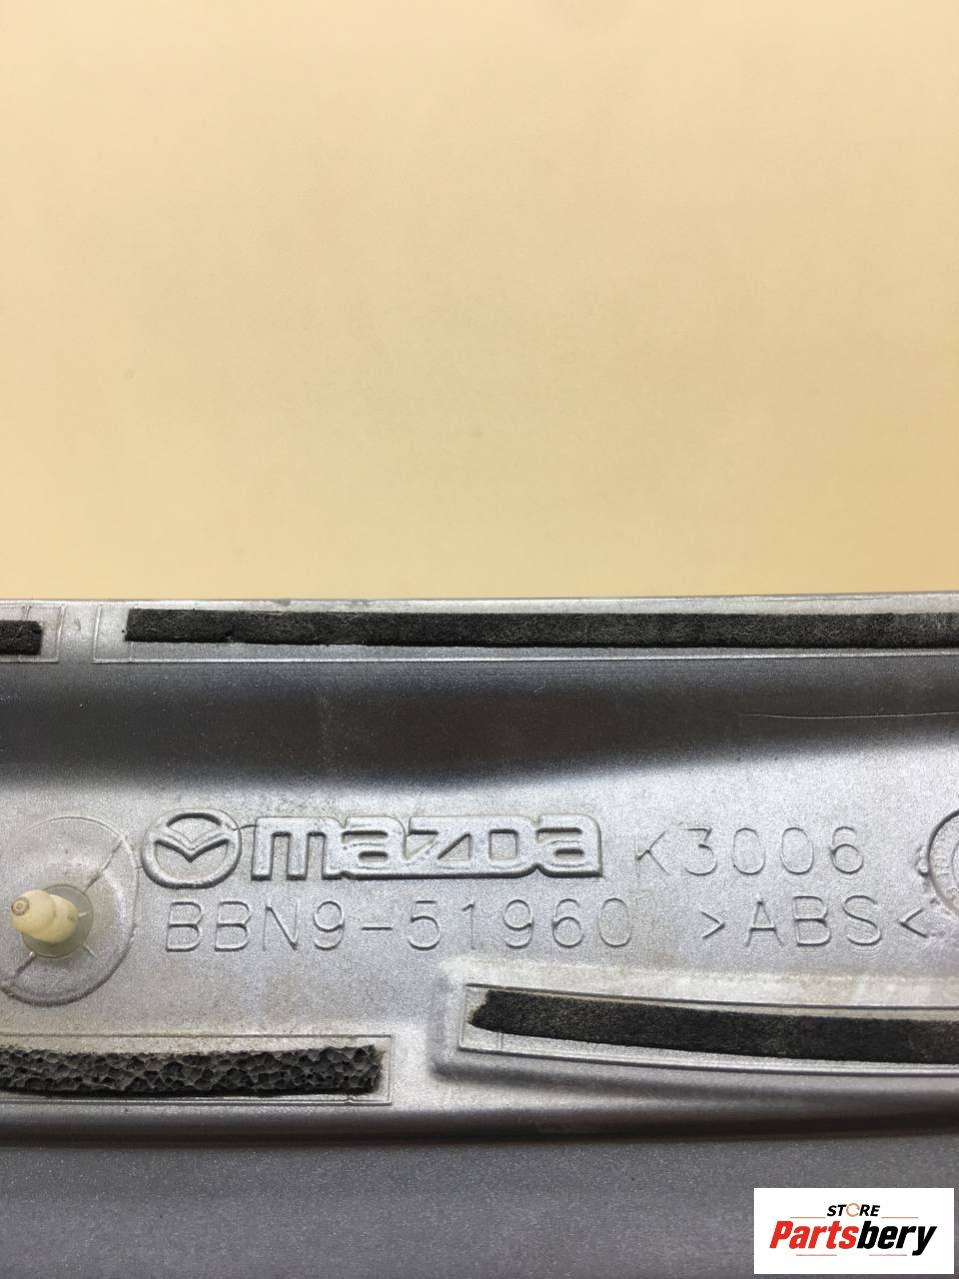 mazda K3006
BBN9-51960 >ABS<
STORE
Partsbery